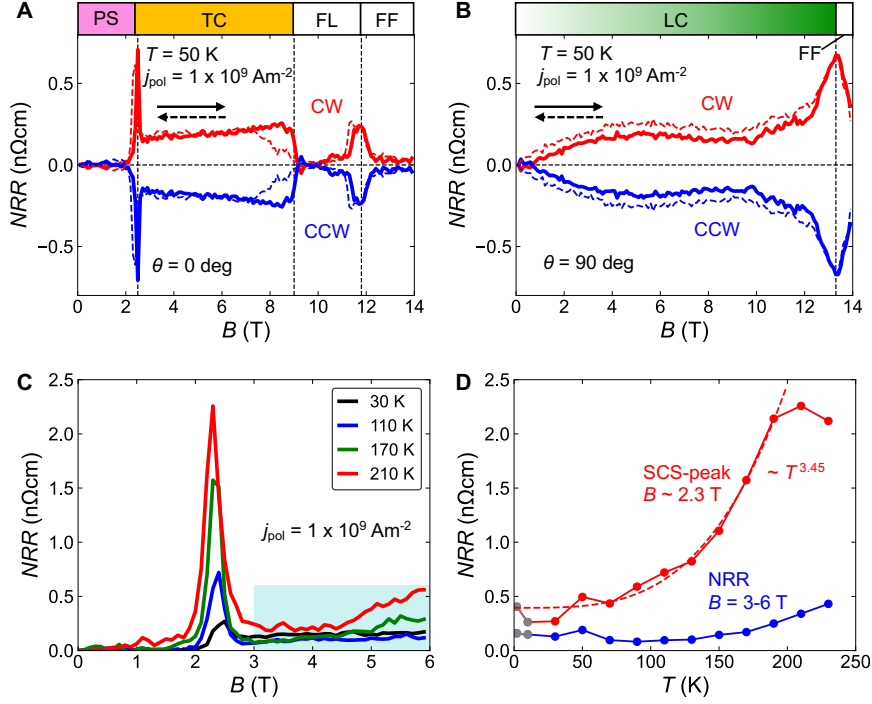 A
PS
TC
FL
FF
T = 50 K
j_pol = 1 x 10^9 Am^-2
CW
CCW
θ = 0 deg
NRR (nΩcm)
0.5
0.0
−0.5
0
2
4
6
8
10
12
14
B (T)
B
LC
FF
T = 50 K
j_pol = 1 x 10^9 Am^-2
CW
CCW
θ = 90 deg
NRR (nΩcm)
0.5
0.0
−0.5
0
2
4
6
8
10
12
14
B (T)
C
30 K
110 K
170 K
210 K
j_pol = 1 x 10^9 Am^-2
NRR (nΩcm)
2.5
2.0
1.5
1.0
0.5
0.0
0
1
2
3
4
5
6
B (T)
D
SCS-peak
B ~ 2.3 T
~ T^3.45
NRR
B = 3-6 T
NRR (nΩcm)
2.5
2.0
1.5
1.0
0.5
0.0
0
50
100
150
200
250
T (K)